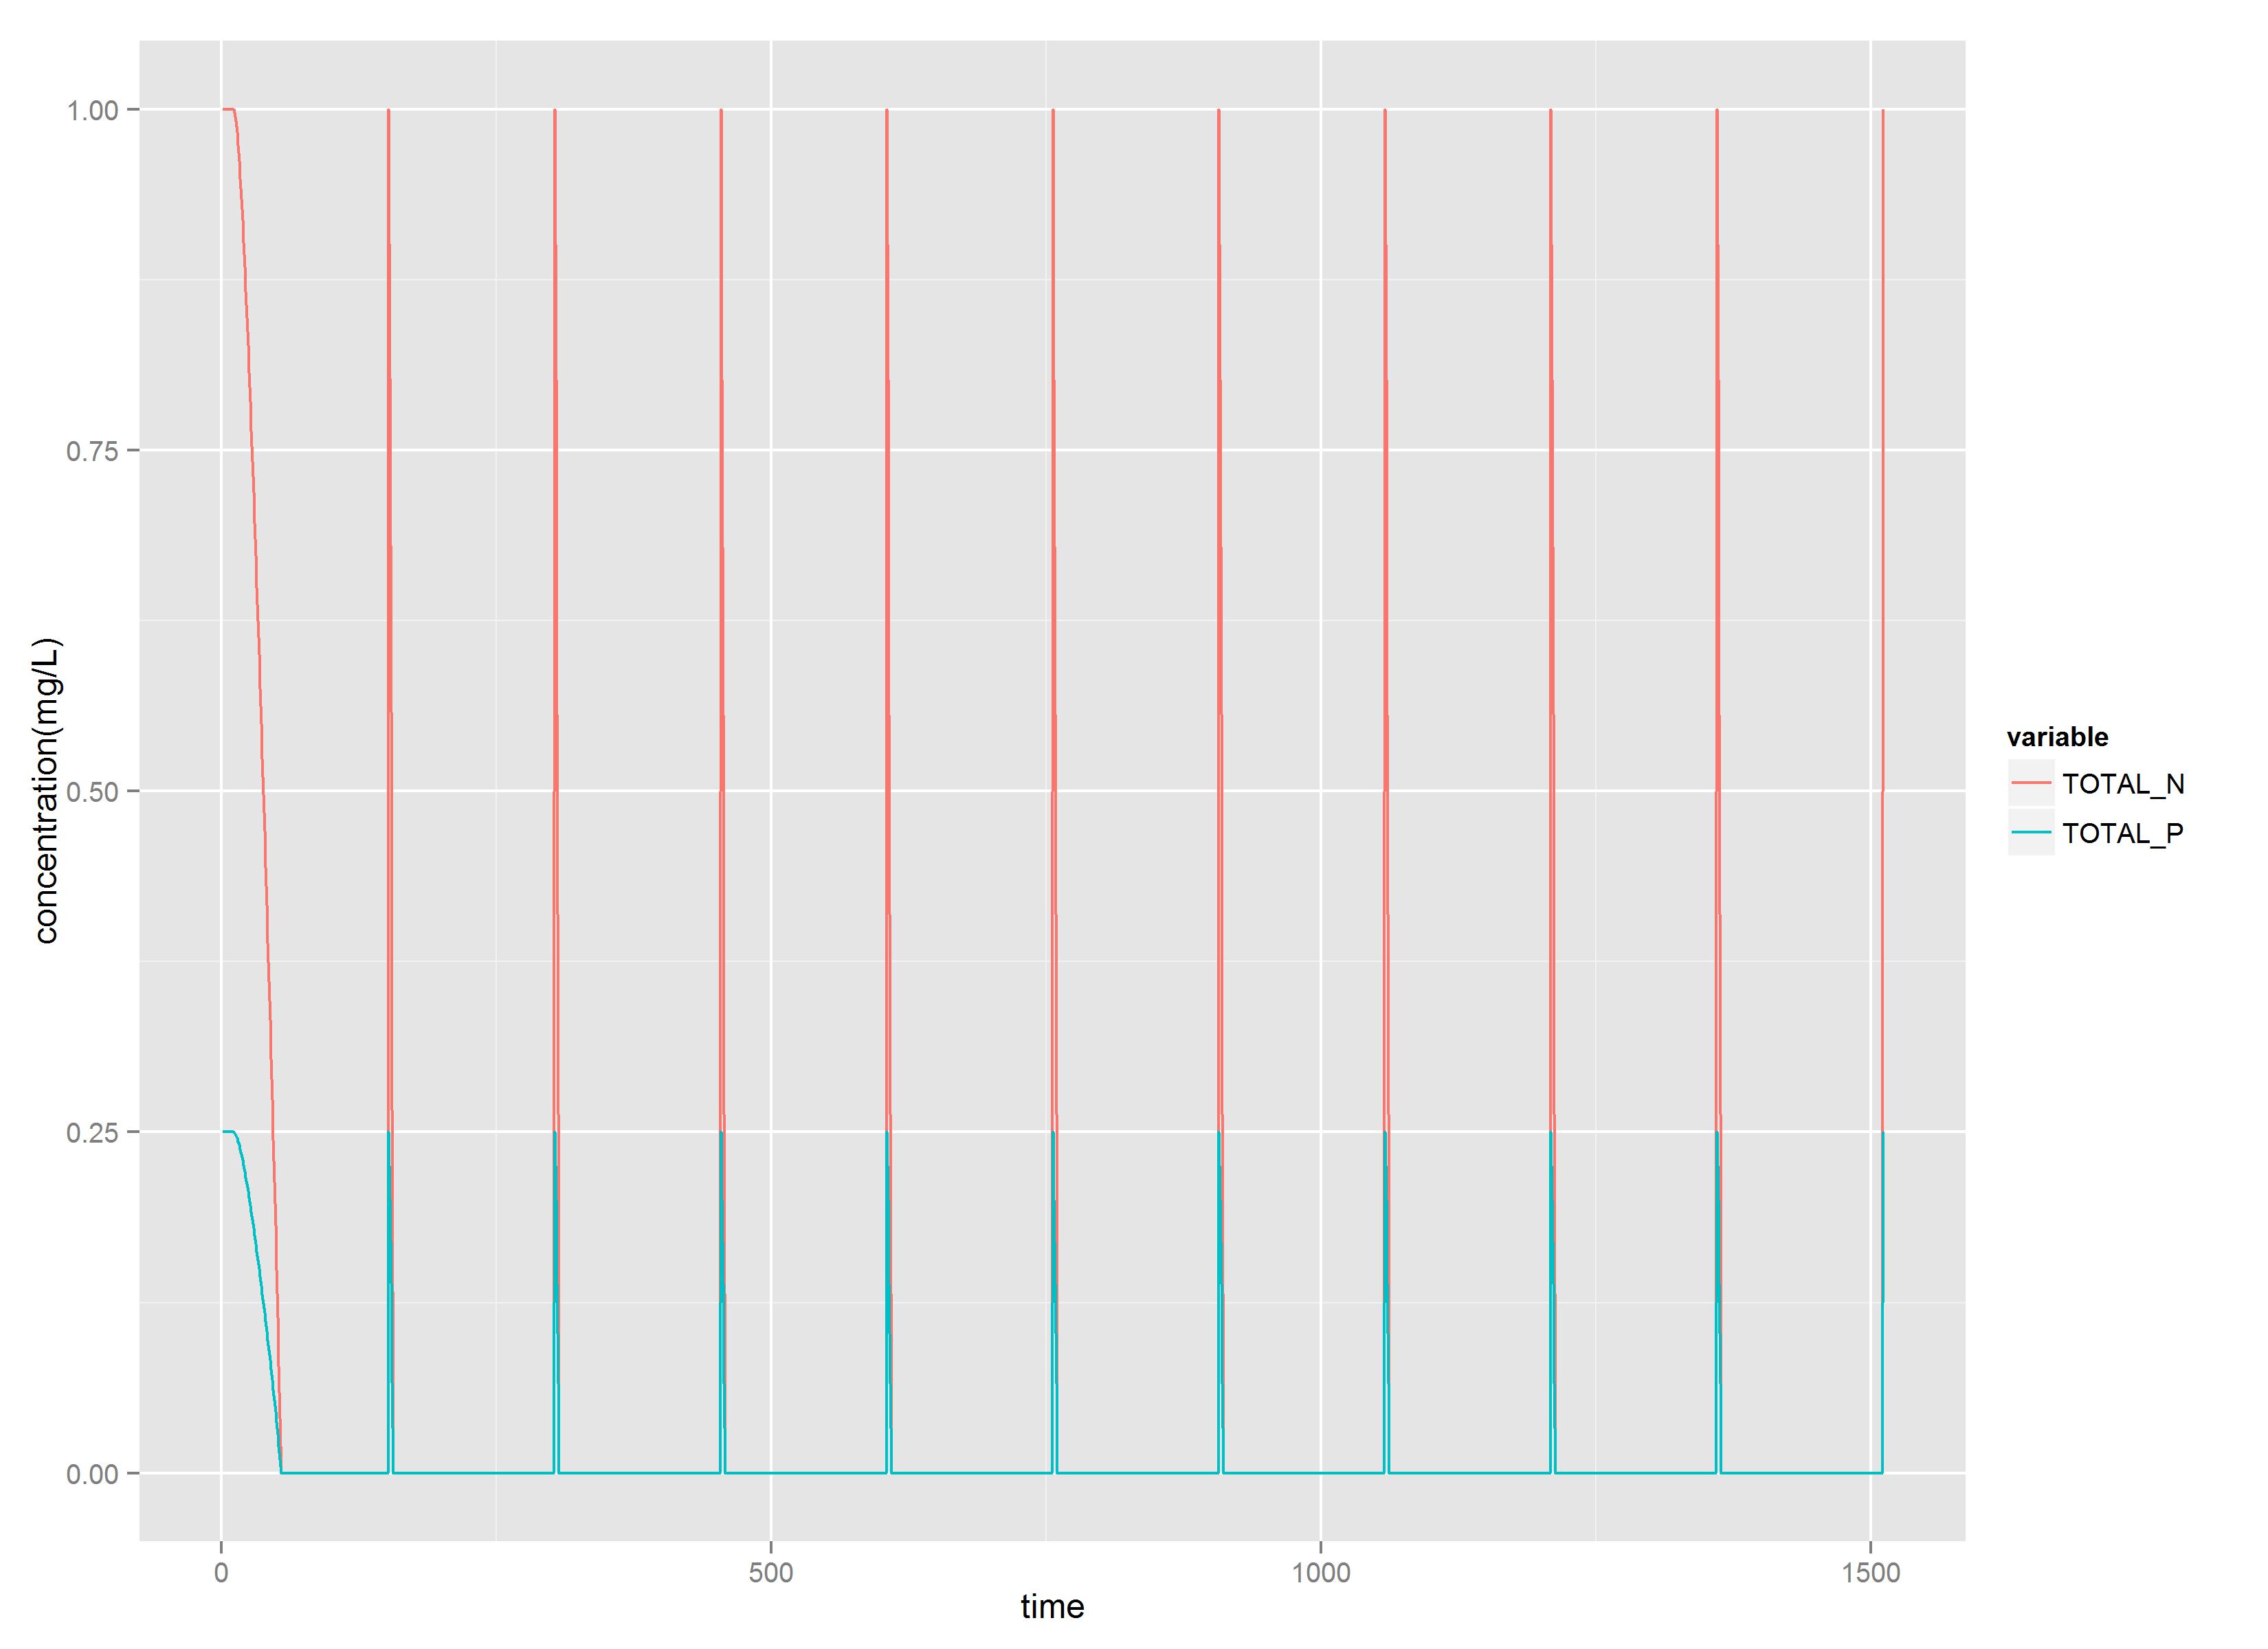 1.00
0.75
0.50
0.25
0.00
concentration(mg/L)
0 500 1000 1500
time
variable
TOTAL_N
TOTAL_P